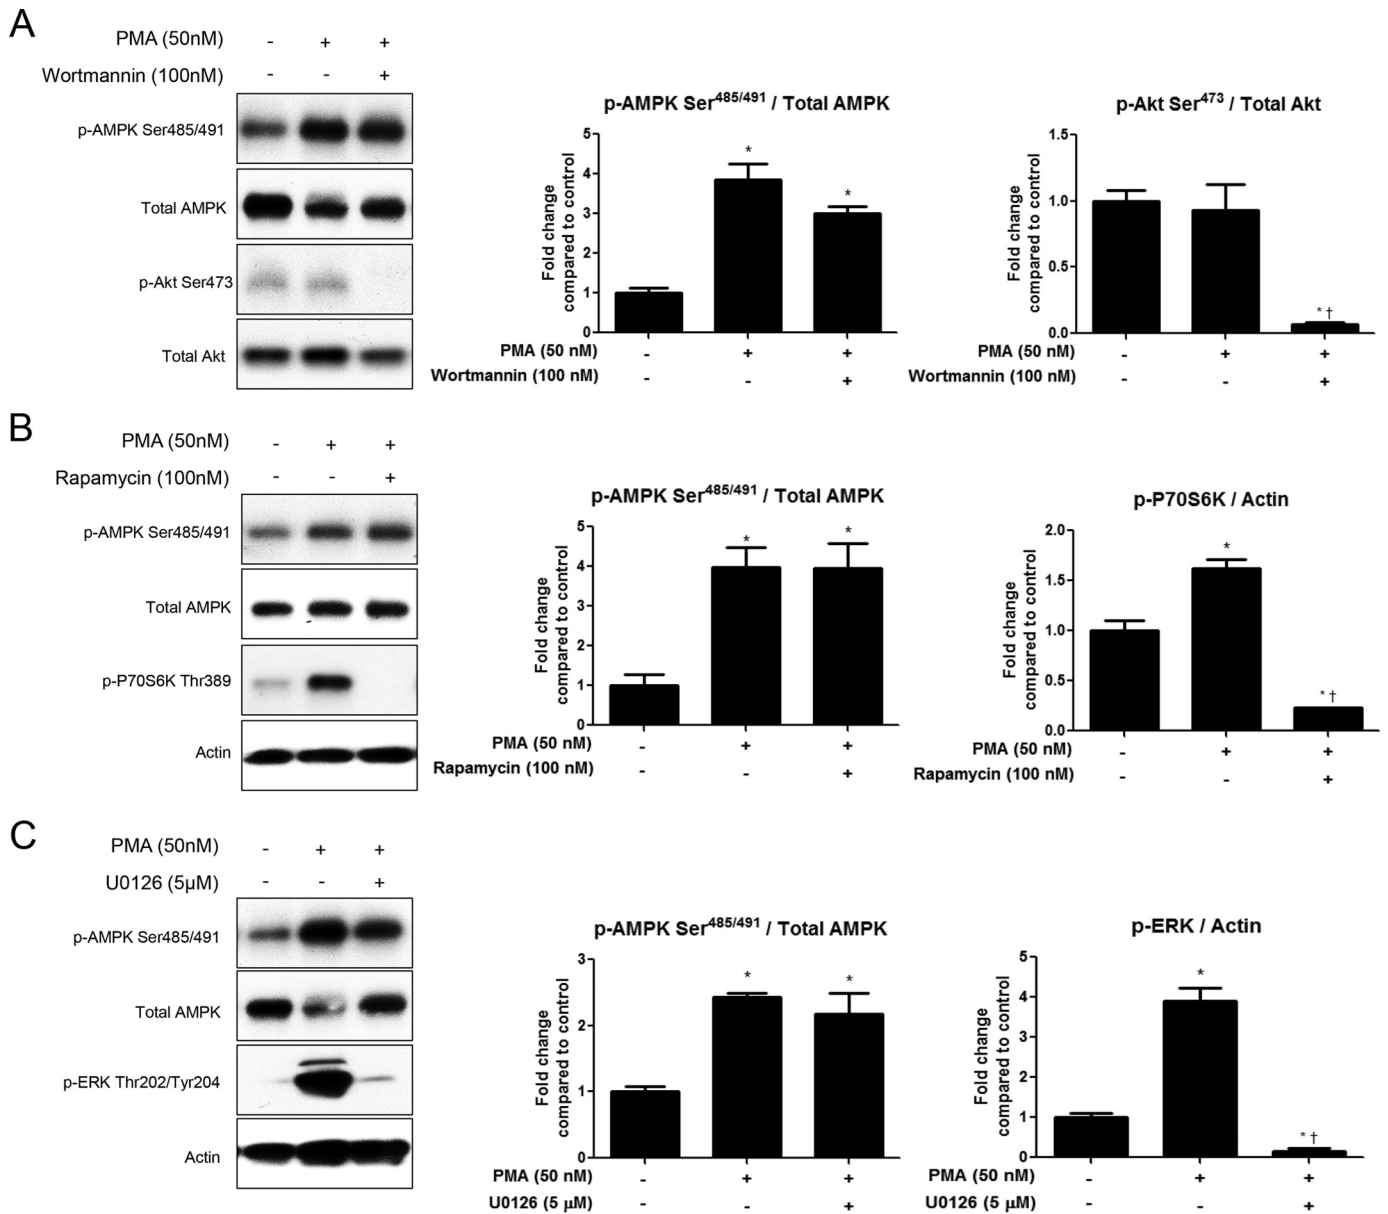 A
PMA (50nM) - + +
Wortmannin (100nM) - - +
p-AMPK Ser485/491
Total AMPK
p-Akt Ser473
Total Akt
p-AMPK Ser485/491 / Total AMPK
Fold change
compared to control
5
4
3
2
1
0
*
*
PMA (50 nM) - + +
Wortmannin (100 nM) - - +
p-Akt Ser473 / Total Akt
Fold change
compared to control
1.5
1.0
0.5
0.0
* †
PMA (50 nM) - + +
Wortmannin (100 nM) - - +
B
PMA (50nM) - + +
Rapamycin (100nM) - - +
p-AMPK Ser485/491
Total AMPK
p-P70S6K Thr389
Actin
p-AMPK Ser485/491 / Total AMPK
Fold change
compared to control
5
4
3
2
1
0
*
*
PMA (50 nM) - + +
Rapamycin (100 nM) - - +
p-P70S6K / Actin
Fold change
compared to control
2.0
1.5
1.0
0.5
0.0
*
* †
PMA (50 nM) - + +
Rapamycin (100 nM) - - +
C
PMA (50nM) - + +
U0126 (5µM) - - +
p-AMPK Ser485/491
Total AMPK
p-ERK Thr202/Tyr204
Actin
p-AMPK Ser485/491 / Total AMPK
Fold change
compared to control
3
2
1
0
*
*
PMA (50 nM) - + +
U0126 (5 µM) - - +
p-ERK / Actin
Fold change
compared to control
5
4
3
2
1
0
*
* †
PMA (50 nM) - + +
U0126 (5 µM) - - +